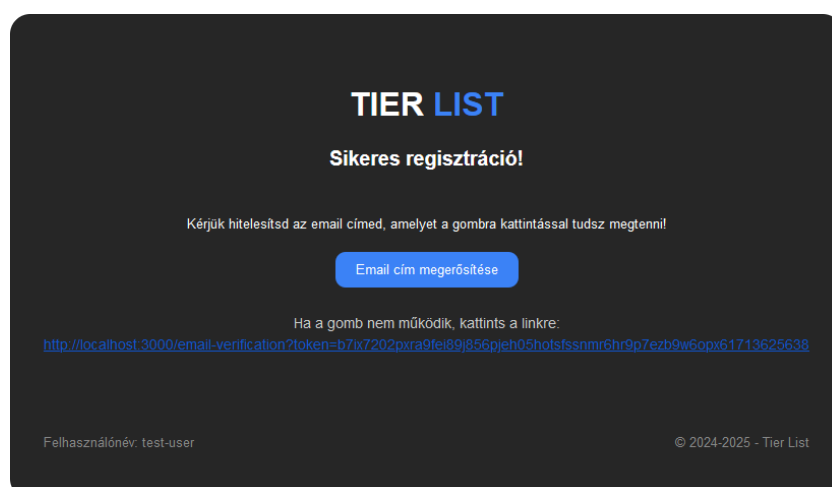 TIER LIST
Sikeres regisztráció!
Kérjük hitelesítsd az email címed, amelyet a gombra kattintással tudsz megtenni!
Email cím megerősítése
Ha a gomb nem működik, kattints a linkre:
http://localhost:3000/email-verification?token=b7ix7202pxra9fei89j856pjeh05hotsfssnmr6hr9p7ezb9w6opx61713625638
Felhasználónév: test-user
© 2024-2025 - Tier List